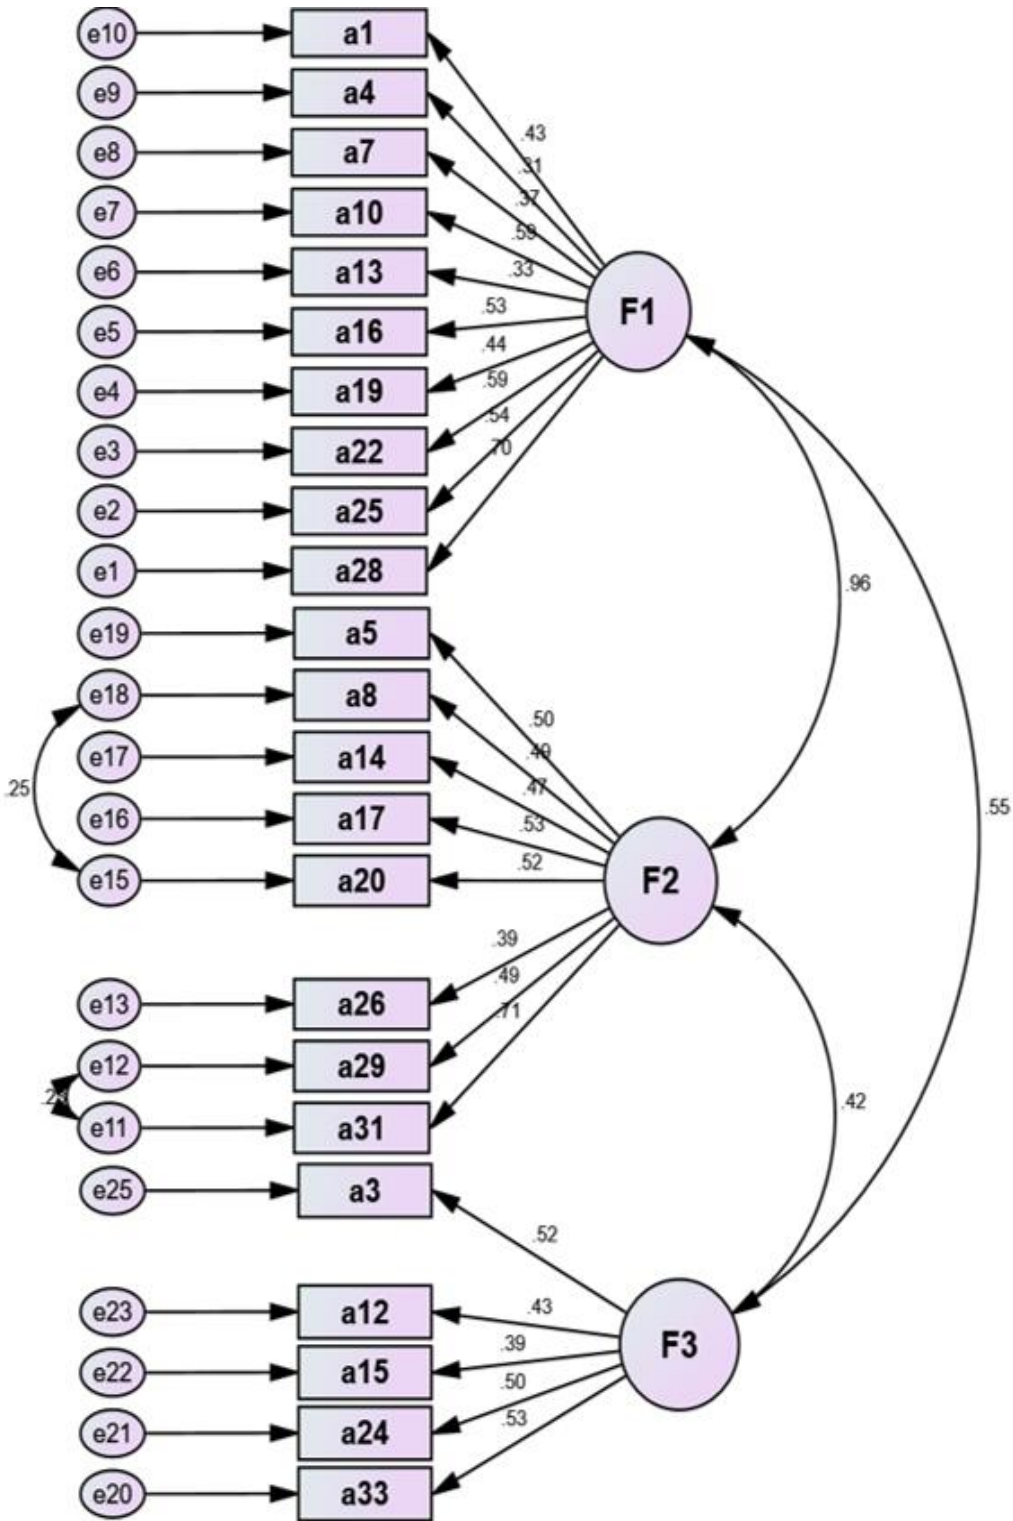 e10 a1
e9 a4
e8 a7
e7 a10
e6 a13
e5 a16
e4 a19
e3 a22
e2 a25
e1 a28
.43
.31
.37
.59
.33
.53
.44
.59
.54
.70
F1
e19 a5
e18 a8
e17 a14
e16 a17
e15 a20
.25
.50
.49
.47
.53
.52
F2
.96
.55
e13 a26
e12 a29
e11 a31
.39
.49
.71
.42
e25 a3
e23 a12
e22 a15
e21 a24
e20 a33
.52
.43
.39
.50
.53
F3